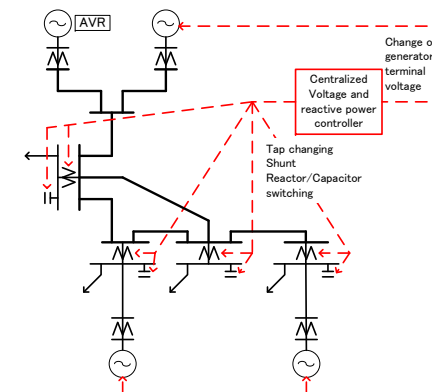 AVR
Change o
generator
terminal
voltage
Centralized
Voltage and
reactive power
controller
Tap changing
Shunt
Reactor/Capacitor
switching